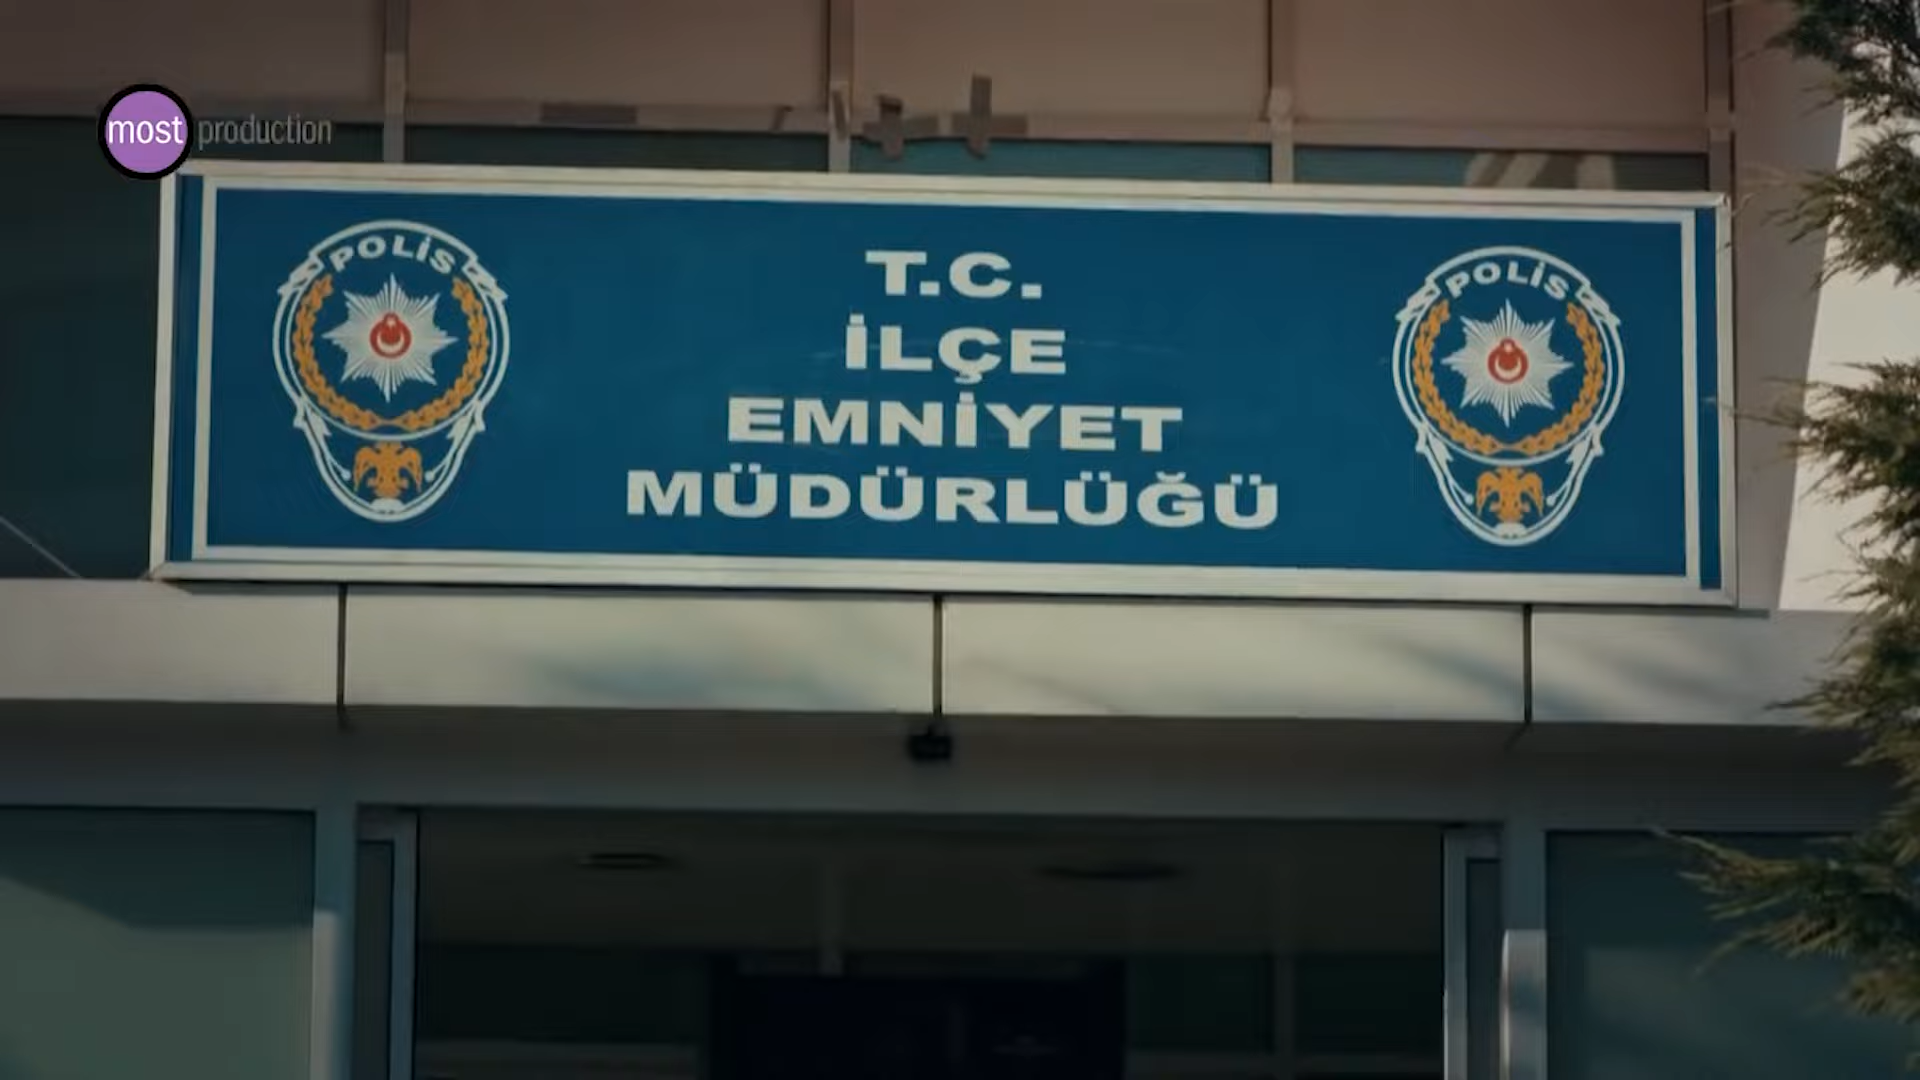 most production
POLİS
T.C.
İLÇE
EMNİYET
MÜDÜRLÜĞÜ
POLİS